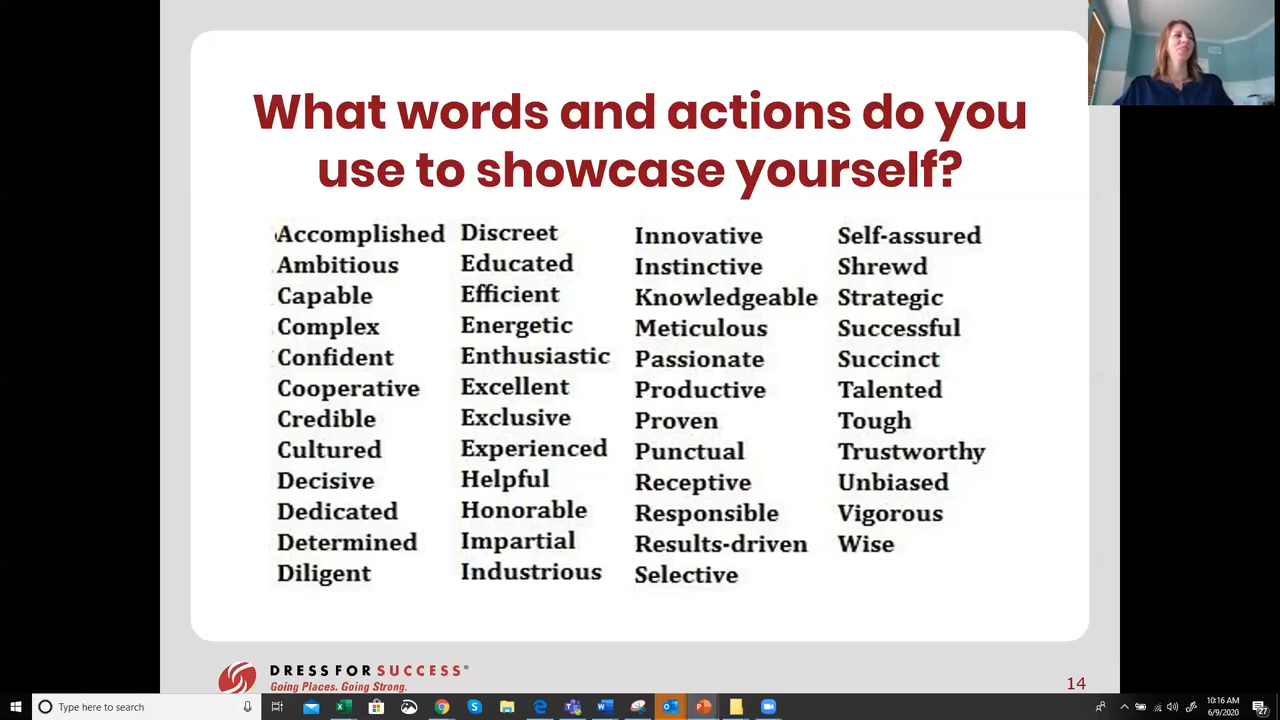 What words and actions do you
use to showcase yourself?
Accomplished
Ambitious
Capable
Complex
Confident
Cooperative
Credible
Cultured
Decisive
Dedicated
Determined
Diligent
Discreet
Educated
Efficient
Energetic
Enthusiastic
Excellent
Exclusive
Experienced
Helpful
Honorable
Impartial
Industrious
Innovative
Instinctive
Knowledgeable
Meticulous
Passionate
Productive
Proven
Punctual
Receptive
Responsible
Results-driven
Selective
Self-assured
Shrewd
Strategic
Successful
Succinct
Talented
Tough
Trustworthy
Unbiased
Vigorous
Wise
DRESS FOR SUCCESS®
Going Places. Going Strong.
14
Type here to search
10:16 AM
6/9/2020
27